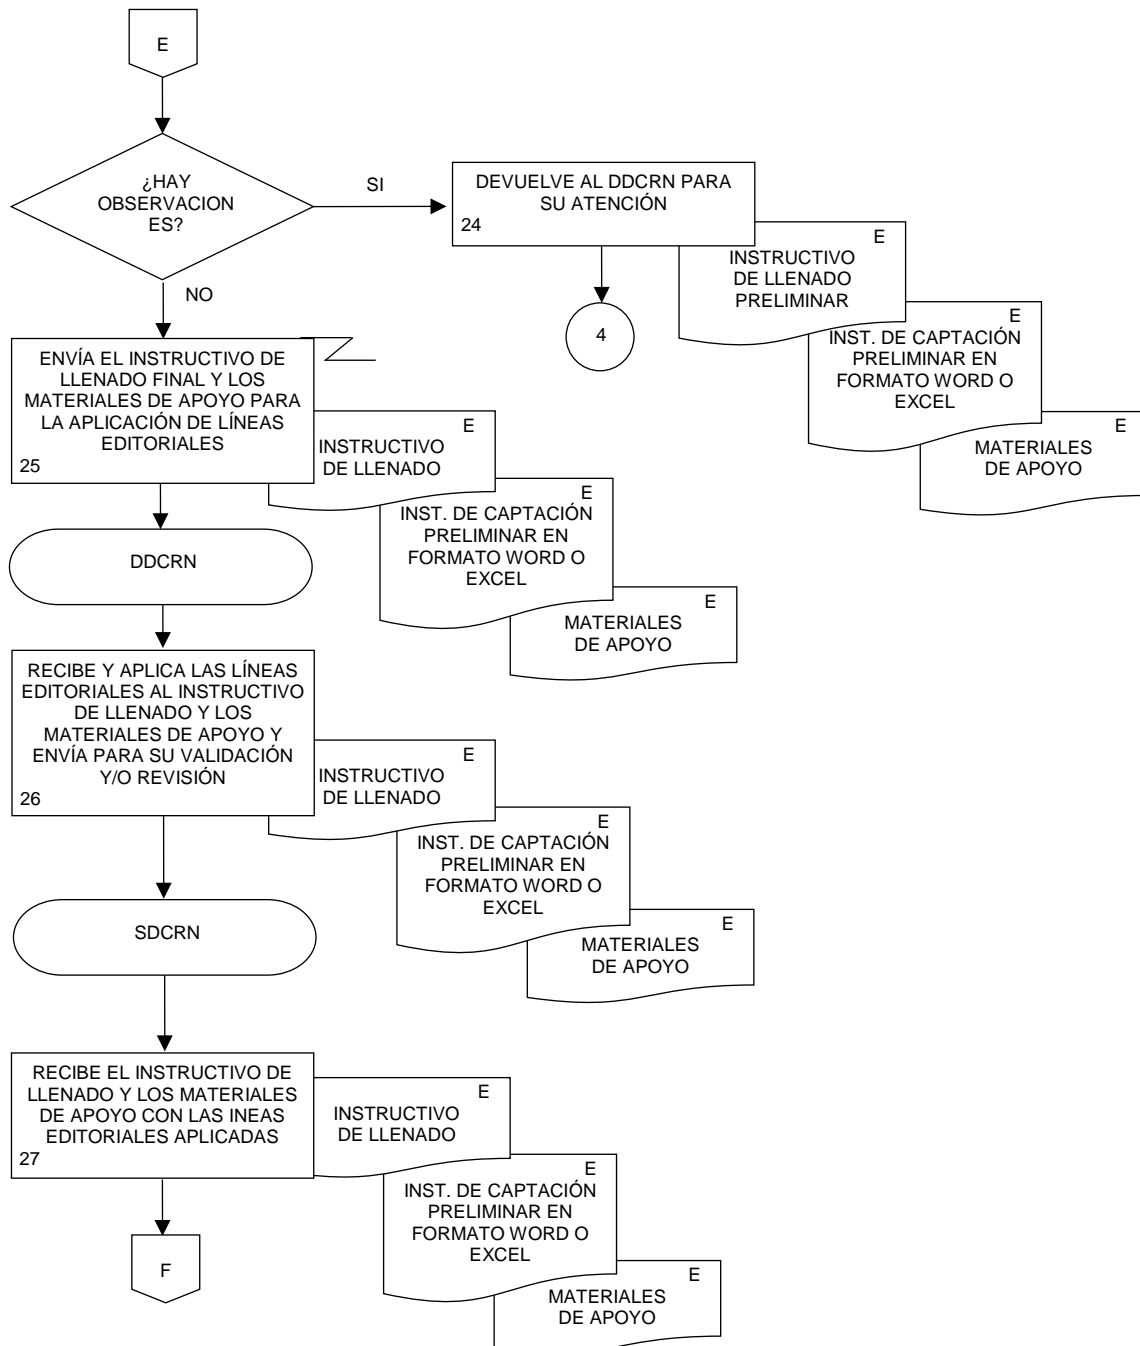 E
¿HAY
OBSERVACION
ES?
SI
NO
DEVUELVE AL DDCRN PARA
SU ATENCIÓN
24
E
INSTRUCTIVO
DE LLENADO
PRELIMINAR
4
E
INST. DE CAPTACIÓN
PRELIMINAR EN
FORMATO WORD O
EXCEL
E
MATERIALES
DE APOYO
ENVÍA EL INSTRUCTIVO DE
LLENADO FINAL Y LOS
MATERIALES DE APOYO PARA
LA APLICACIÓN DE LÍNEAS
EDITORIALES
25
E
INSTRUCTIVO
DE LLENADO
E
INST. DE CAPTACIÓN
PRELIMINAR EN
FORMATO WORD O
EXCEL
E
MATERIALES
DE APOYO
DDCRN
RECIBE Y APLICA LAS LÍNEAS
EDITORIALES AL INSTRUCTIVO
DE LLENADO Y LOS
MATERIALES DE APOYO Y
ENVÍA PARA SU VALIDACIÓN
Y/O REVISIÓN
26
E
INSTRUCTIVO
DE LLENADO
E
INST. DE CAPTACIÓN
PRELIMINAR EN
FORMATO WORD O
EXCEL
E
MATERIALES
DE APOYO
SDCRN
RECIBE EL INSTRUCTIVO DE
LLENADO Y LOS MATERIALES
DE APOYO CON LAS INEAS
EDITORIALES APLICADAS
27
E
INSTRUCTIVO
DE LLENADO
E
INST. DE CAPTACIÓN
PRELIMINAR EN
FORMATO WORD O
EXCEL
E
MATERIALES
DE APOYO
F